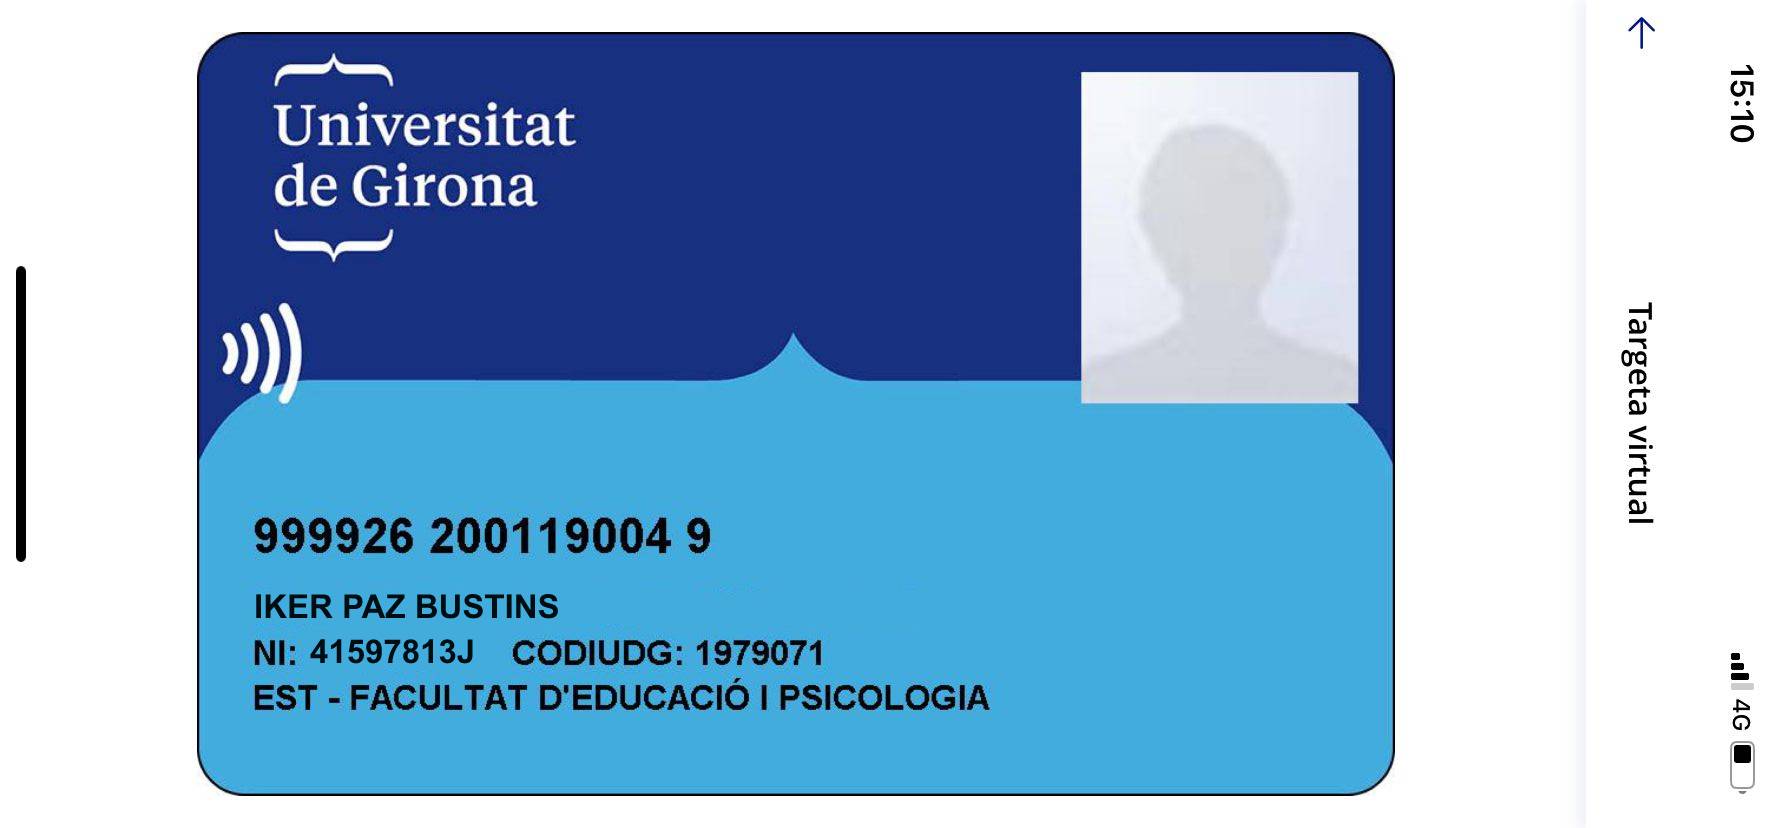 15:10
4G
Targeta virtual
Universitat
de Girona
999926 200119004 9
IKER PAZ BUSTINS
NI: 41597813J CODIUDG: 1979071
EST - FACULTAT D'EDUCACIÓ I PSICOLOGIA